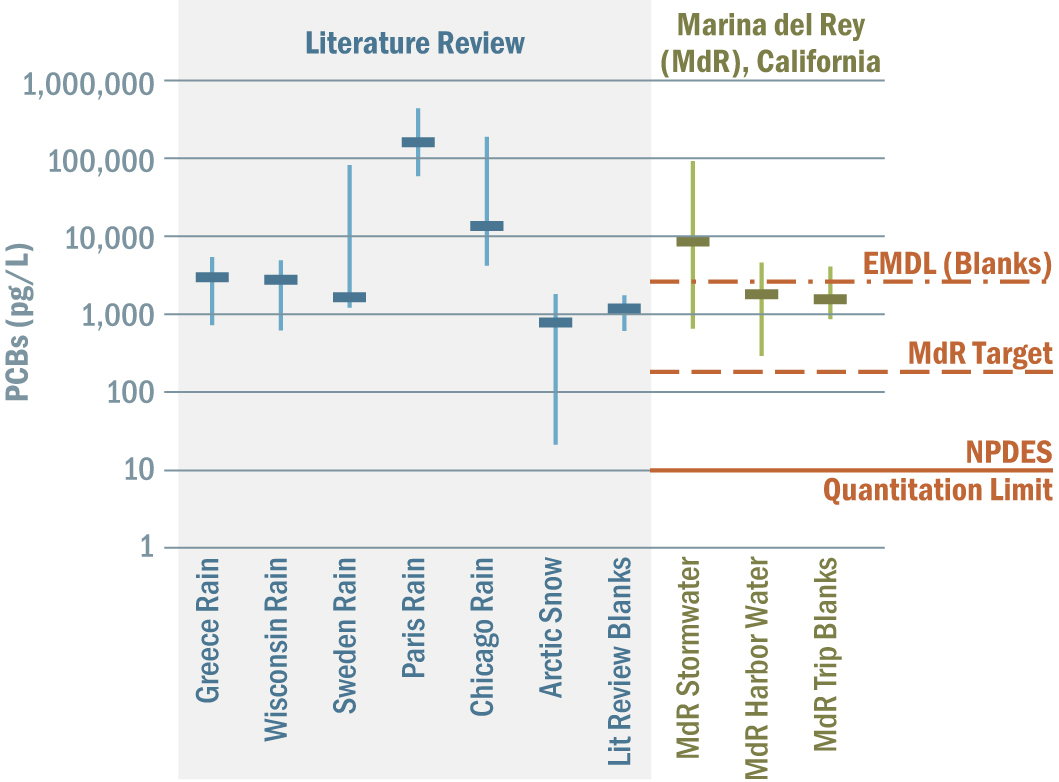 Literature Review
Marina del Rey
(MdR), California
1,000,000
100,000
10,000
1,000
100
10
1
PCBs (pg/L)
EMDL (Blanks)
MdR Target
NPDES
Quantitation Limit
Greece Rain
Wisconsin Rain
Sweden Rain
Paris Rain
Chicago Rain
Arctic Snow
Lit Review Blanks
MdR Stormwater
MdR Harbor Water
MdR Trip Blanks